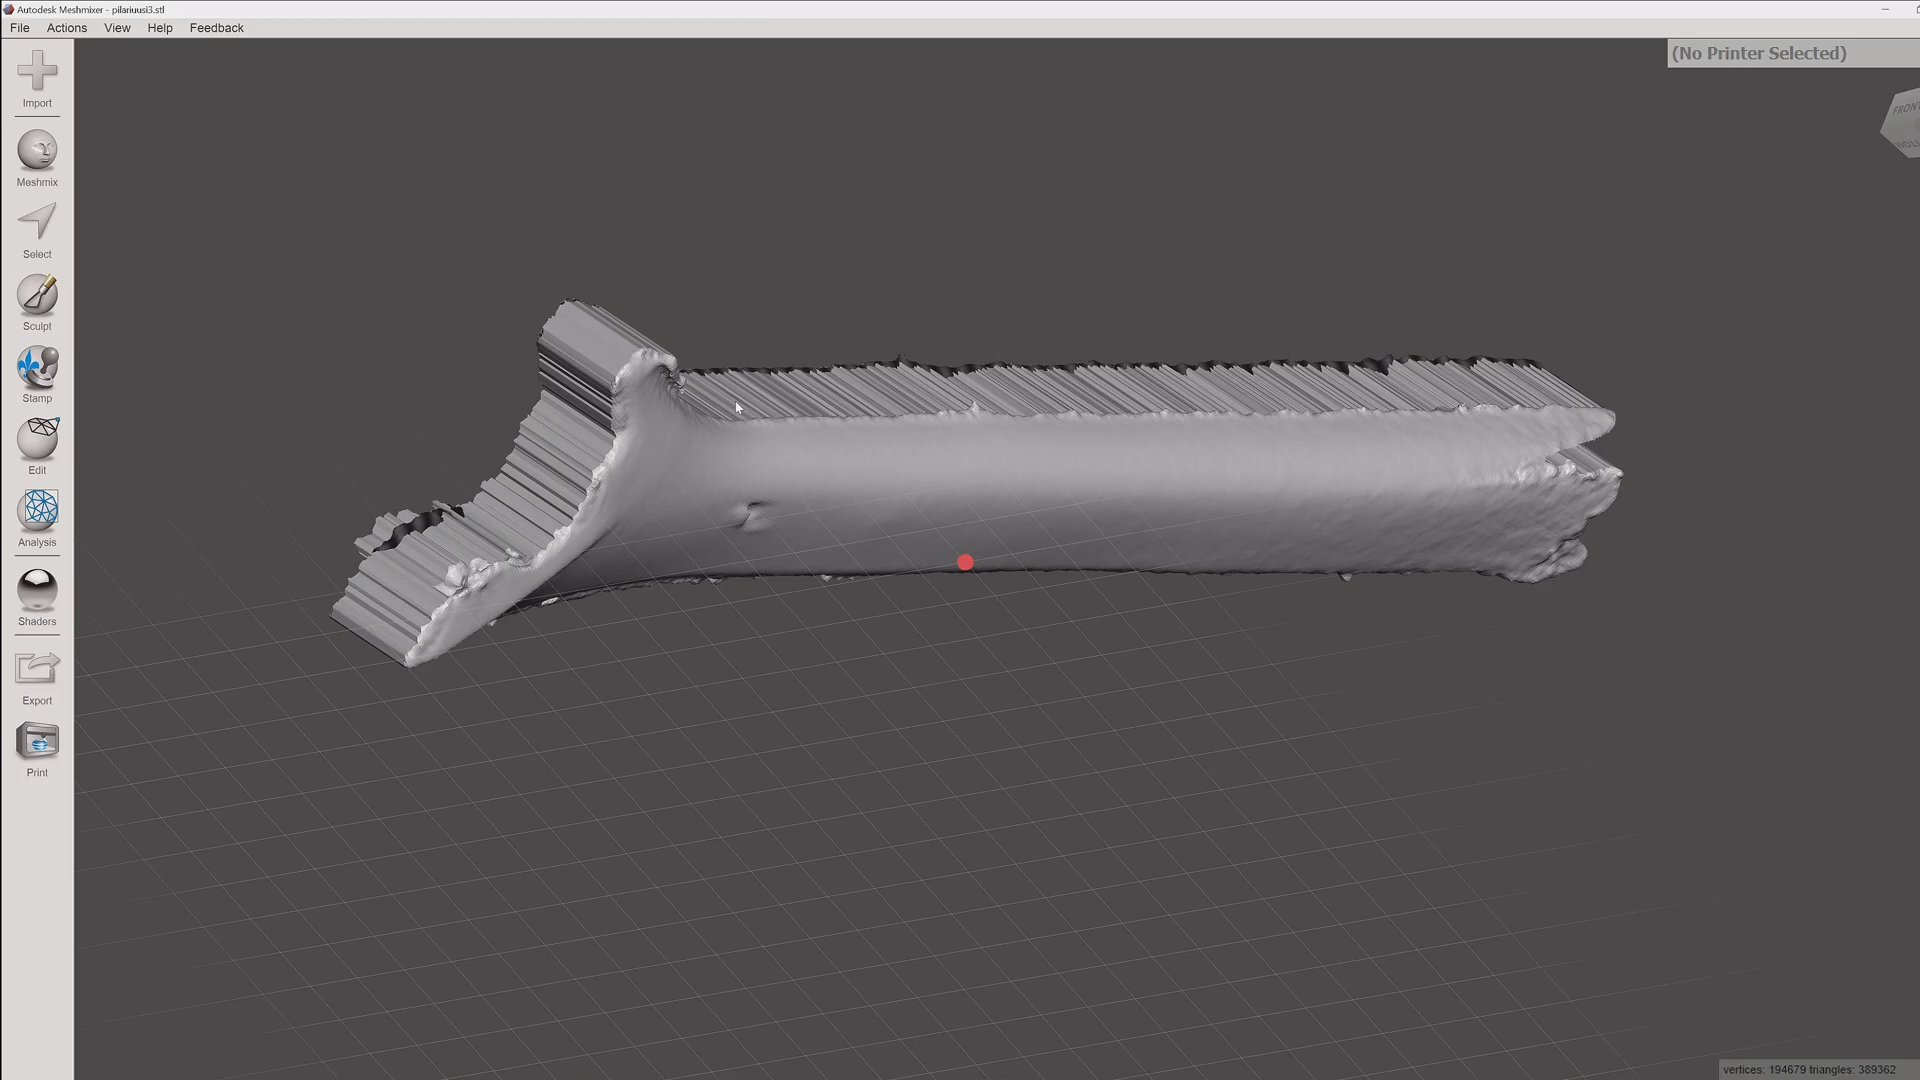 Autodesk Meshmixer - pilariuusi3.stl
File Actions View Help Feedback
(No Printer Selected)
Import
FRONT
Meshmix
Select
Sculpt
Stamp
Edit
Analysis
Shaders
Export
Print
vertices: 194679 triangles: 389362